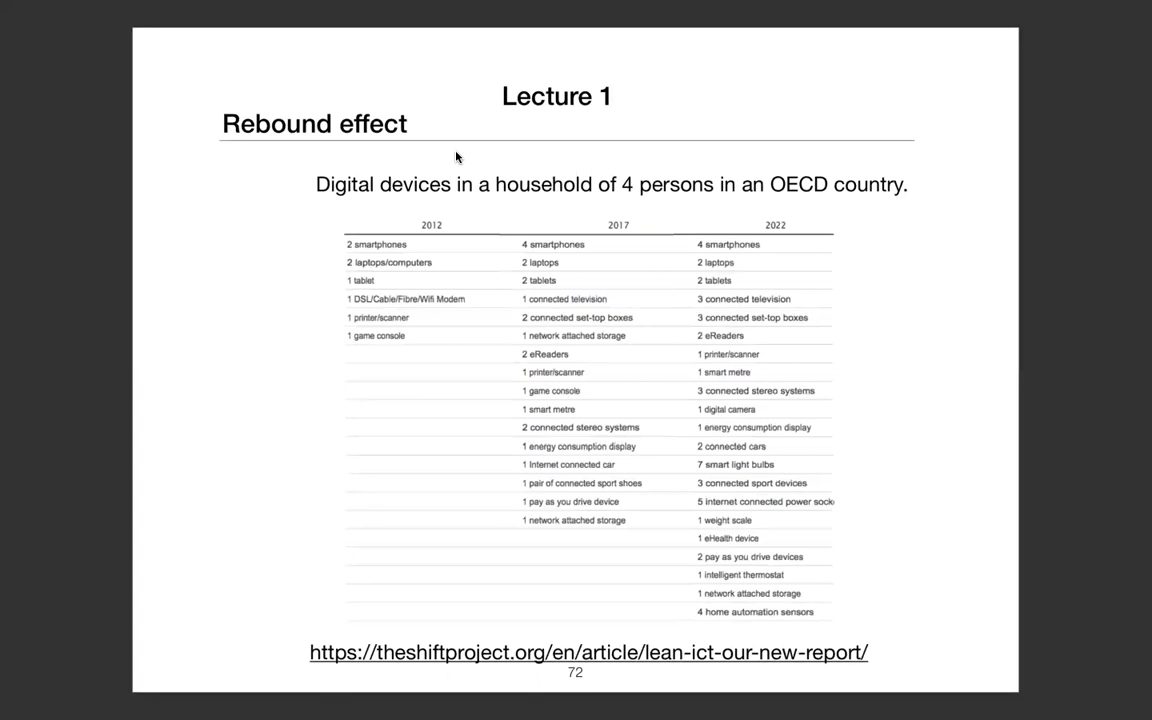 Lecture 1
Rebound effect
Digital devices in a household of 4 persons in an OECD country.
2012 2017 2022
2 smartphones 4 smartphones 4 smartphones
2 laptops/computers 2 laptops 2 laptops
1 tablet 2 tablets 2 tablets
1 DSL/Cable/Fibre/Wifi Modem 1 connected television 3 connected television
1 printer/scanner 2 connected set-top boxes 3 connected set-top boxes
1 game console 1 network attached storage 2 eReaders
2 eReaders 1 printer/scanner
1 printer/scanner 1 smart metre
1 game console 3 connected stereo systems
1 smart metre 1 digital camera
2 connected stereo systems 1 energy consumption display
1 energy consumption display 2 connected cars
1 Internet connected car 7 smart light bulbs
1 pair of connected sport shoes 3 connected sport devices
1 pay as you drive device 5 internet connected power sock
1 network attached storage 1 weight scale
1 eHealth device
2 pay as you drive devices
1 intelligent thermostat
1 network attached storage
4 home automation sensors
https://theshiftproject.org/en/article/lean-ict-our-new-report/
72